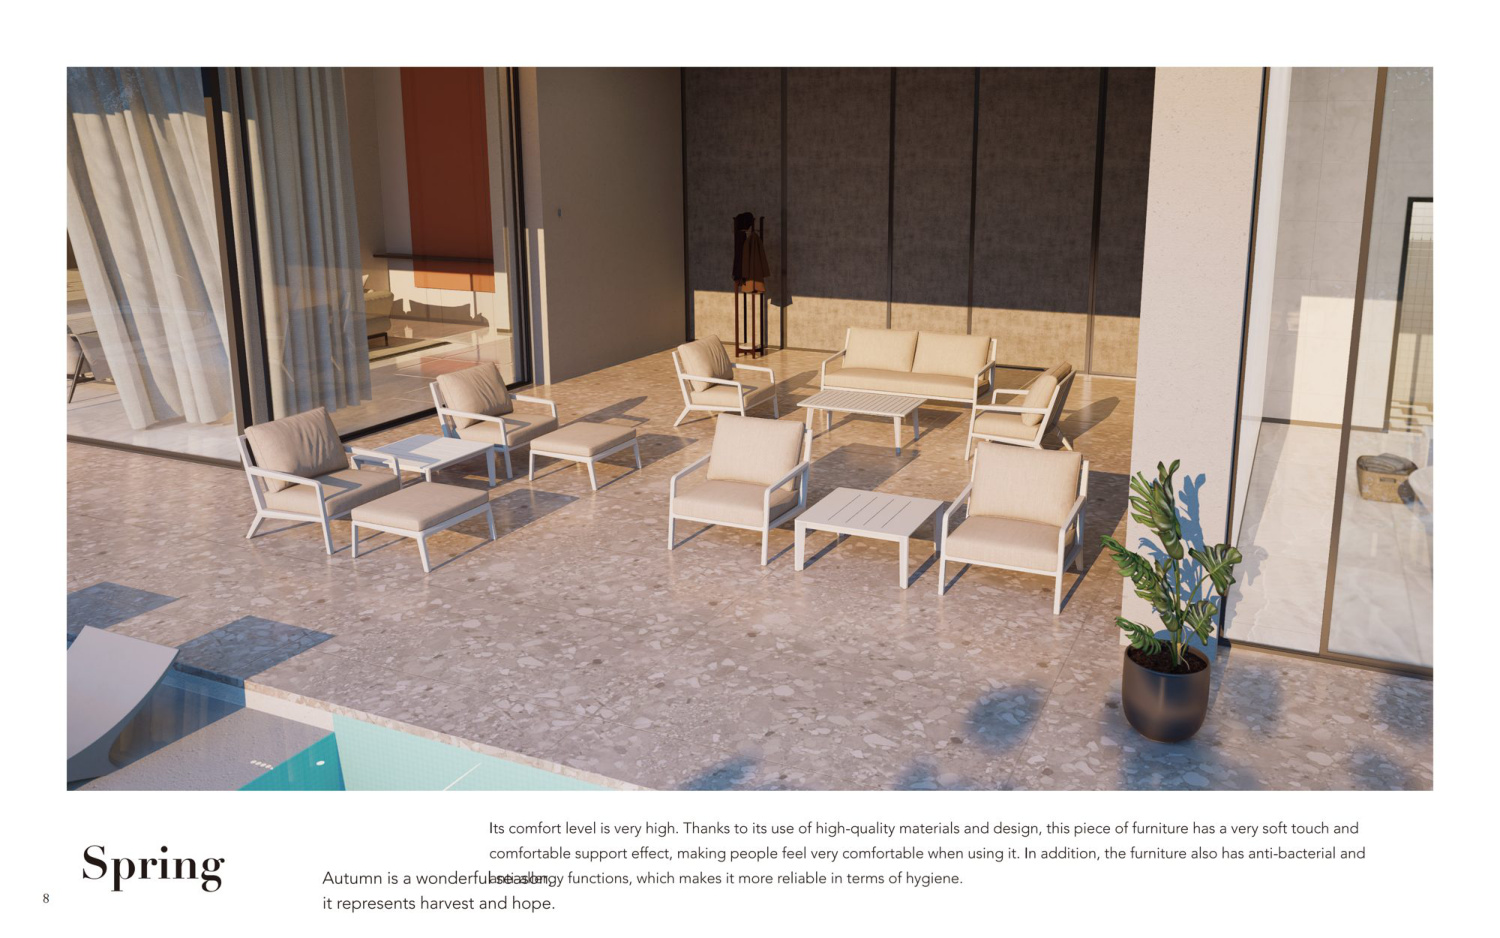 Its comfort level is very high. Thanks to its use of high-quality materials and design, this piece of furniture has a very soft touch and
comfortable support effect, making people feel very comfortable when using it. In addition, the furniture also has anti-bacterial and
anti-allergy functions, which makes it more reliable in terms of hygiene.
Spring
Autumn is a wonderful season,
it represents harvest and hope.
8